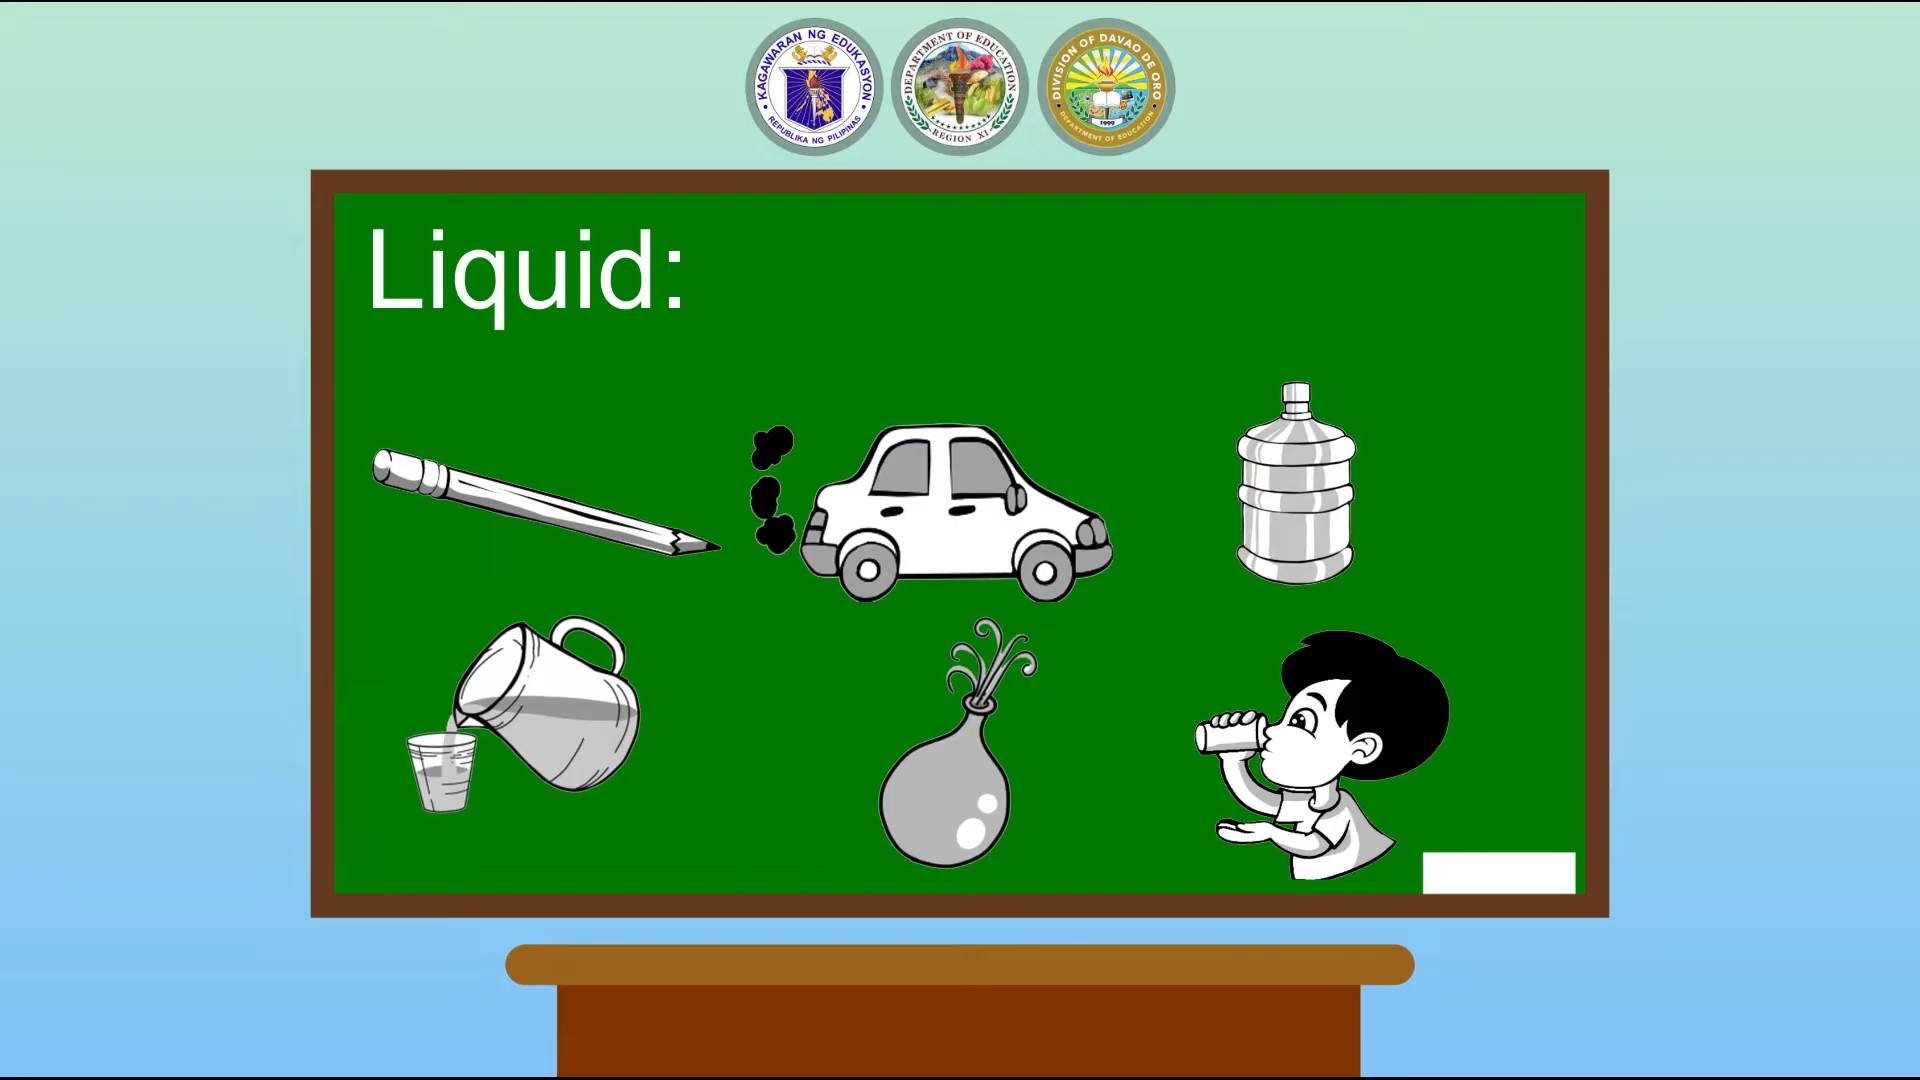 KAGAWARAN NG EDUKASYON
REPUBLIKA NG PILIPINAS
DEPARTMENT OF EDUCATION
REGION XI
DIVISION OF DAVAO DE ORO
1999
DEPARTMENT OF EDUCATION
Liquid: